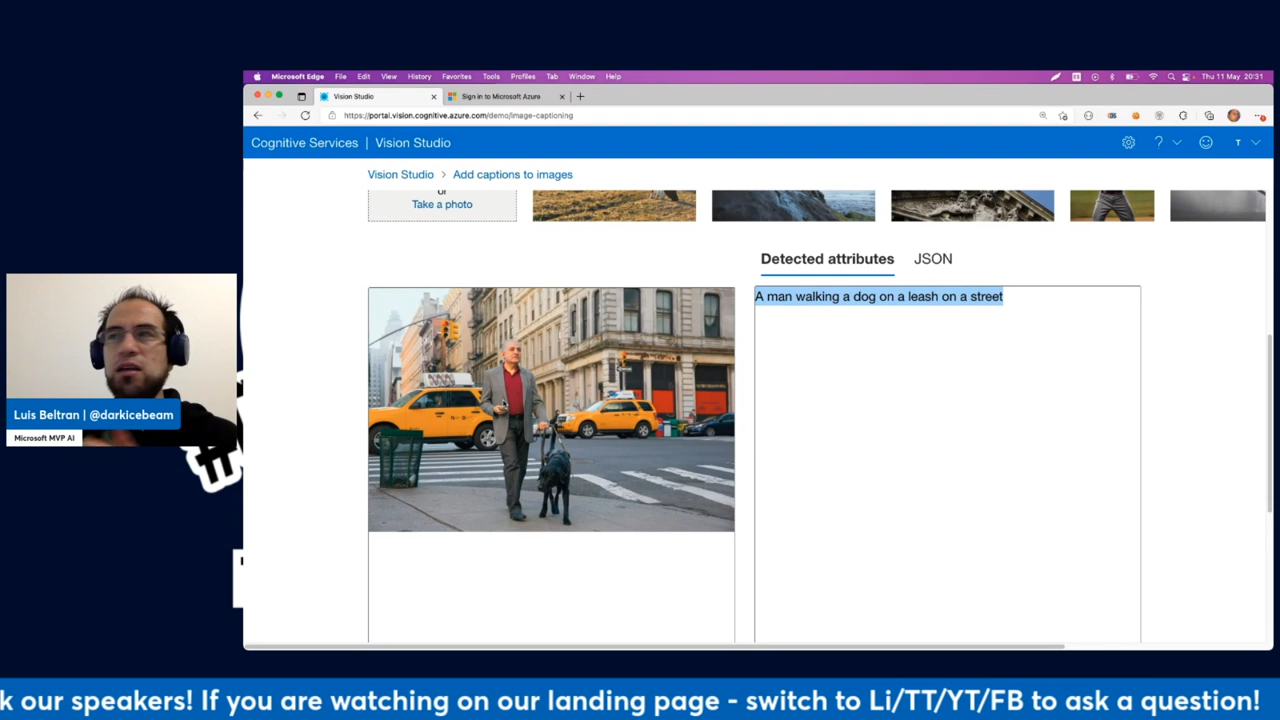 Microsoft Edge File Edit View History Favorites Tools Profiles Tab Window Help
Thu 11 May 20:31
Vision Studio
Sign in to Microsoft Azure
https://portal.vision.cognitive.azure.com/demo/image-captioning
Cognitive Services | Vision Studio
T
Vision Studio > Add captions to images
or
Take a photo
Detected attributes JSON
A man walking a dog on a leash on a street
Luis Beltran | @darkicebeam
Microsoft MVP AI
k our speakers! If you are watching on our landing page - switch to Li/TT/YT/FB to ask a question!